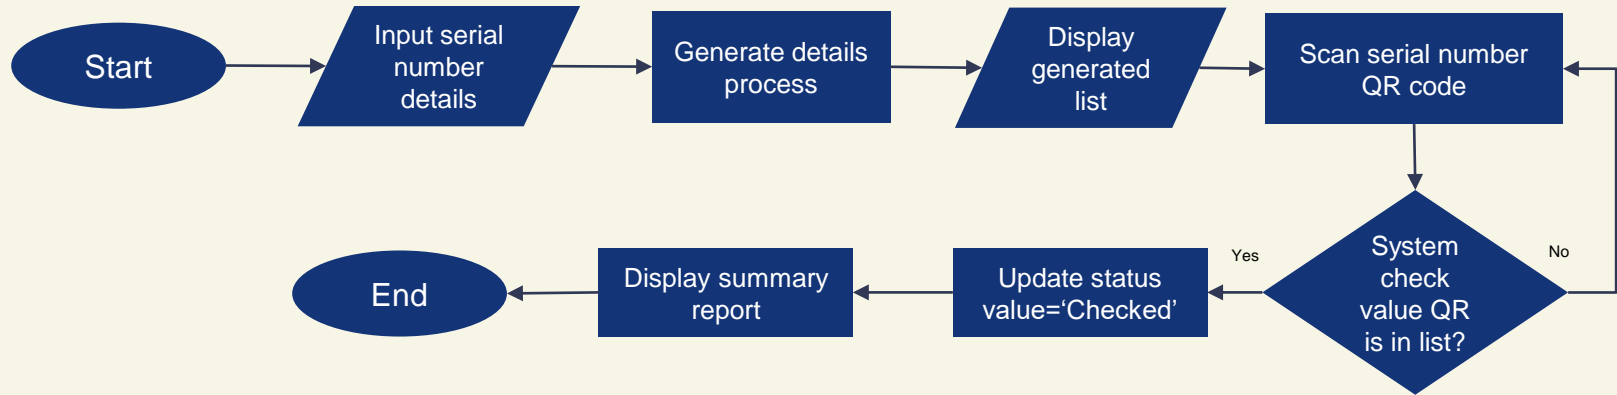 Start
Input serial
number
details
Generate details
process
Display
generated
list
Scan serial number
QR code
System
check
value QR
is in list?
No
Yes
Update status
value=‘Checked’
Display summary
report
End